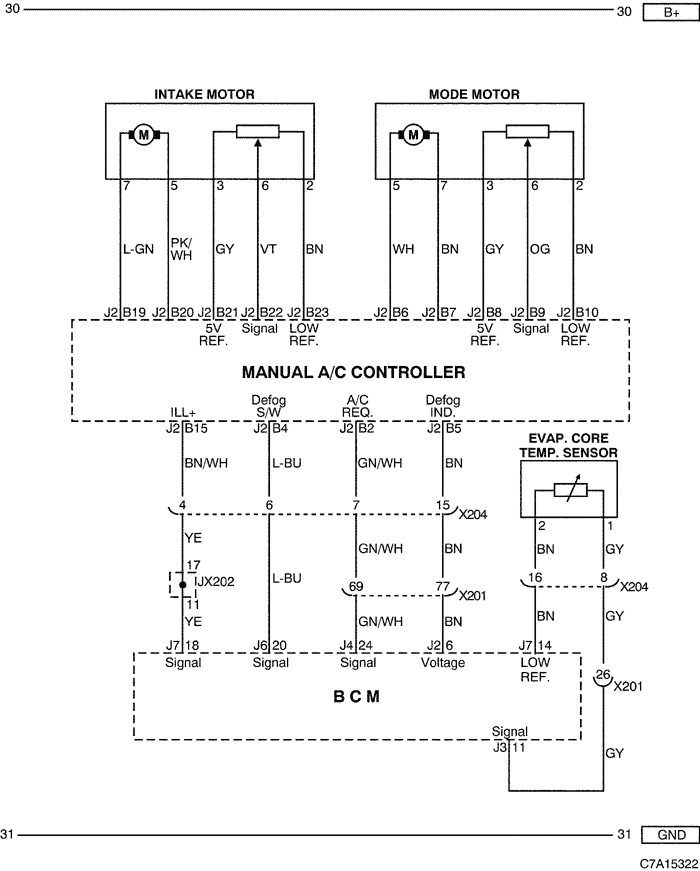 30 30 B+
INTAKE MOTOR MODE MOTOR
M M
7 5 3 6 2 5 7 3 6 2
L-GN PK/ GY VT BN WH BN GY OG BN
WH
J2 B19 J2 B20 J2 B21 J2 B22 J2 B23 J2 B6 J2 B7 J2 B8 J2 B9 J2 B10
5V Signal LOW 5V Signal LOW
REF. REF. REF. REF.
MANUAL A/C CONTROLLER
Defog A/C Defog
ILL+ S/W REQ. IND.
J2 B15 J2 B4 J2 B2 J2 B5
EVAP. CORE
TEMP. SENSOR
BN/WH L-BU GN/WH BN
4 6 7 15 X204
2 1
YE GN/WH BN BN GY
17
JX202 L-BU 69 77 X201 16 8 X204
11
YE GN/WH BN BN GY
J7 18 J6 20 J4 24 J2 6 J7 14
Signal Signal Signal Voltage LOW
REF.
26 X201
B C M
Signal
J3 11 GY
31 31 GND
C7A15322